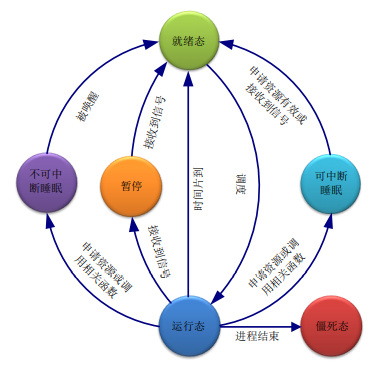 就绪态
被唤醒
接收到信号
申请资源有效或
接收到信号
不可中
断睡眠
暂停
时间片到
调度
可中断
睡眠
申请资源或调
用相关函数
接收到信号
申请资源或调
用相关函数
运行态
进程结束
僵死态